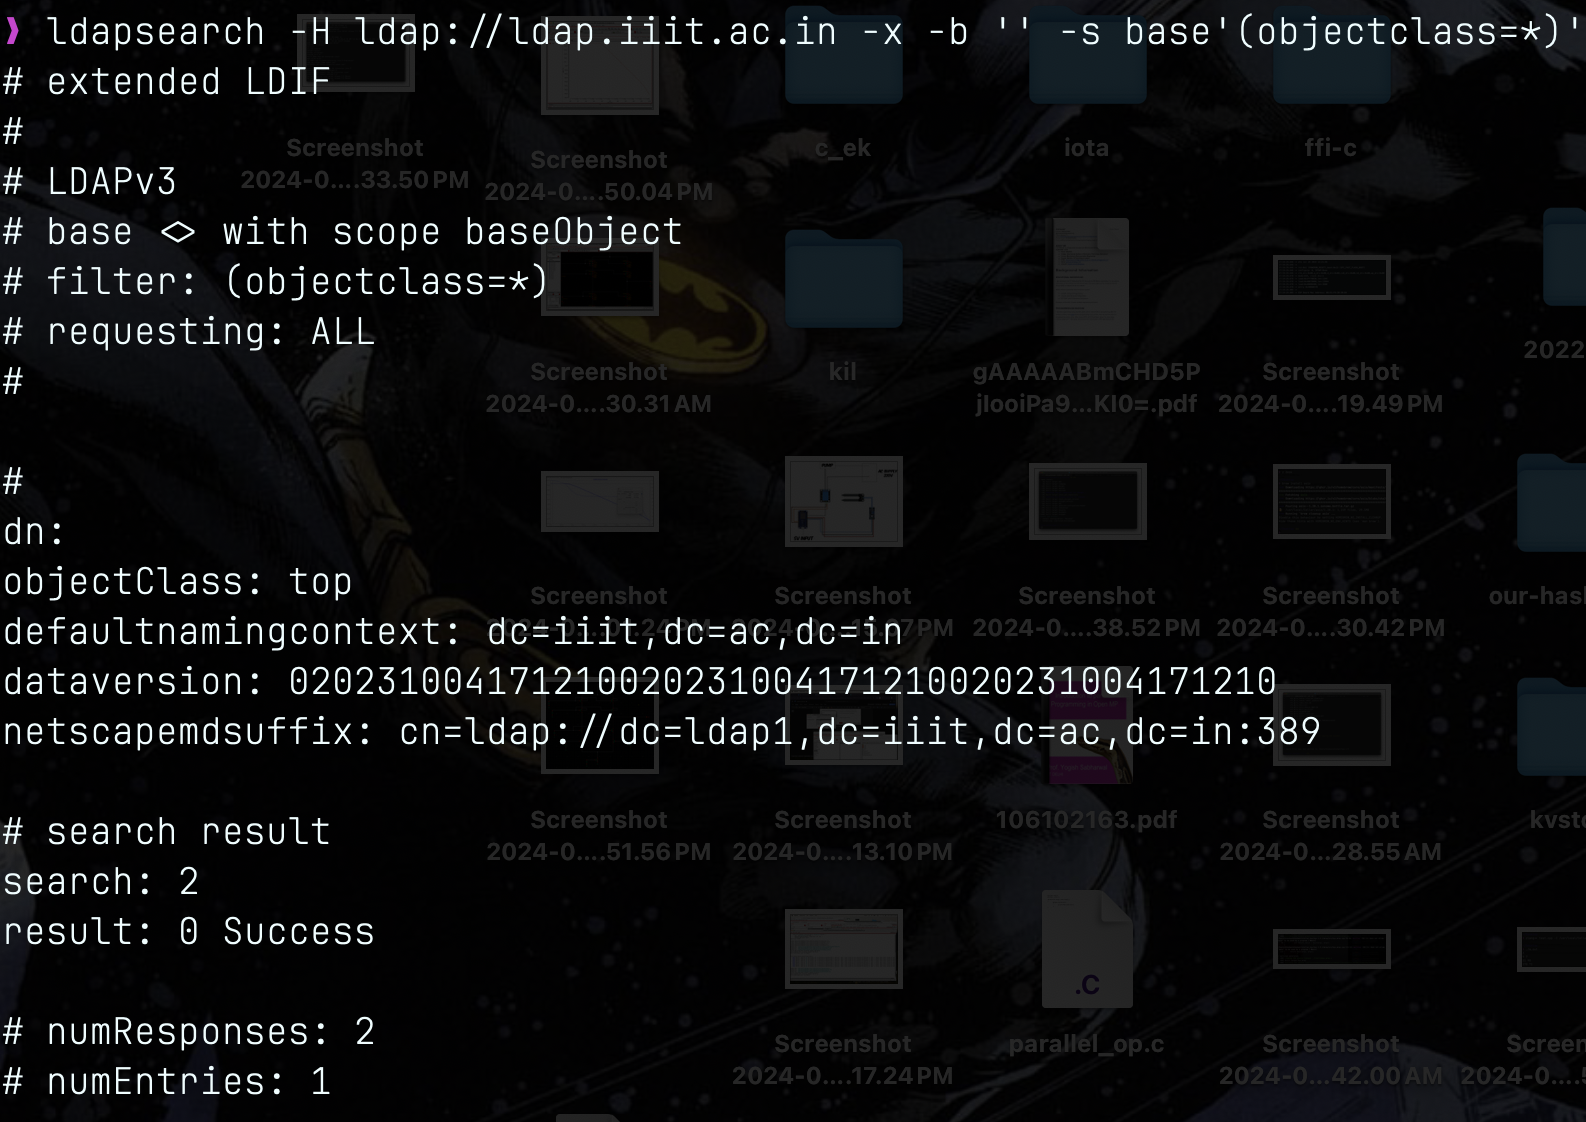 ❱ ldapsearch -H ldap://ldap.iiit.ac.in -x -b '' -s base'(objectclass=*)'
# extended LDIF
#
# LDAPv3
# base <> with scope baseObject
# filter: (objectclass=*)
# requesting: ALL
#
#
dn:
objectClass: top
defaultnamingcontext: dc=iiit,dc=ac,dc=in
dataversion: 020231004171210020231004171210020231004171210
netscapemdsuffix: cn=ldap://dc=ldap1,dc=iiit,dc=ac,dc=in:389
# search result
search: 2
result: 0 Success
# numResponses: 2
# numEntries: 1
Screenshot
2024-0....33.50 PM
Screenshot
2024-0....50.04 PM
c_ek
iota
ffi-c
Screenshot
2024-0....30.31 AM
kil
gAAAAABmCHD5P
jlooiPa9...KI0=.pdf
Screenshot
2024-0....19.49 PM
2022
Screenshot
Screenshot
Screenshot
2024-0....38.52 PM
Screenshot
2024-0....30.42 PM
our-hasl
Screenshot
2024-0....51.56 PM
Screenshot
2024-0....13.10 PM
106102163.pdf
Screenshot
2024-0...28.55 AM
kvsto
Screenshot
2024-0....17.24 PM
.C
parallel_op.c
Screenshot
2024-0...42.00 AM
Screen
2024-0....5